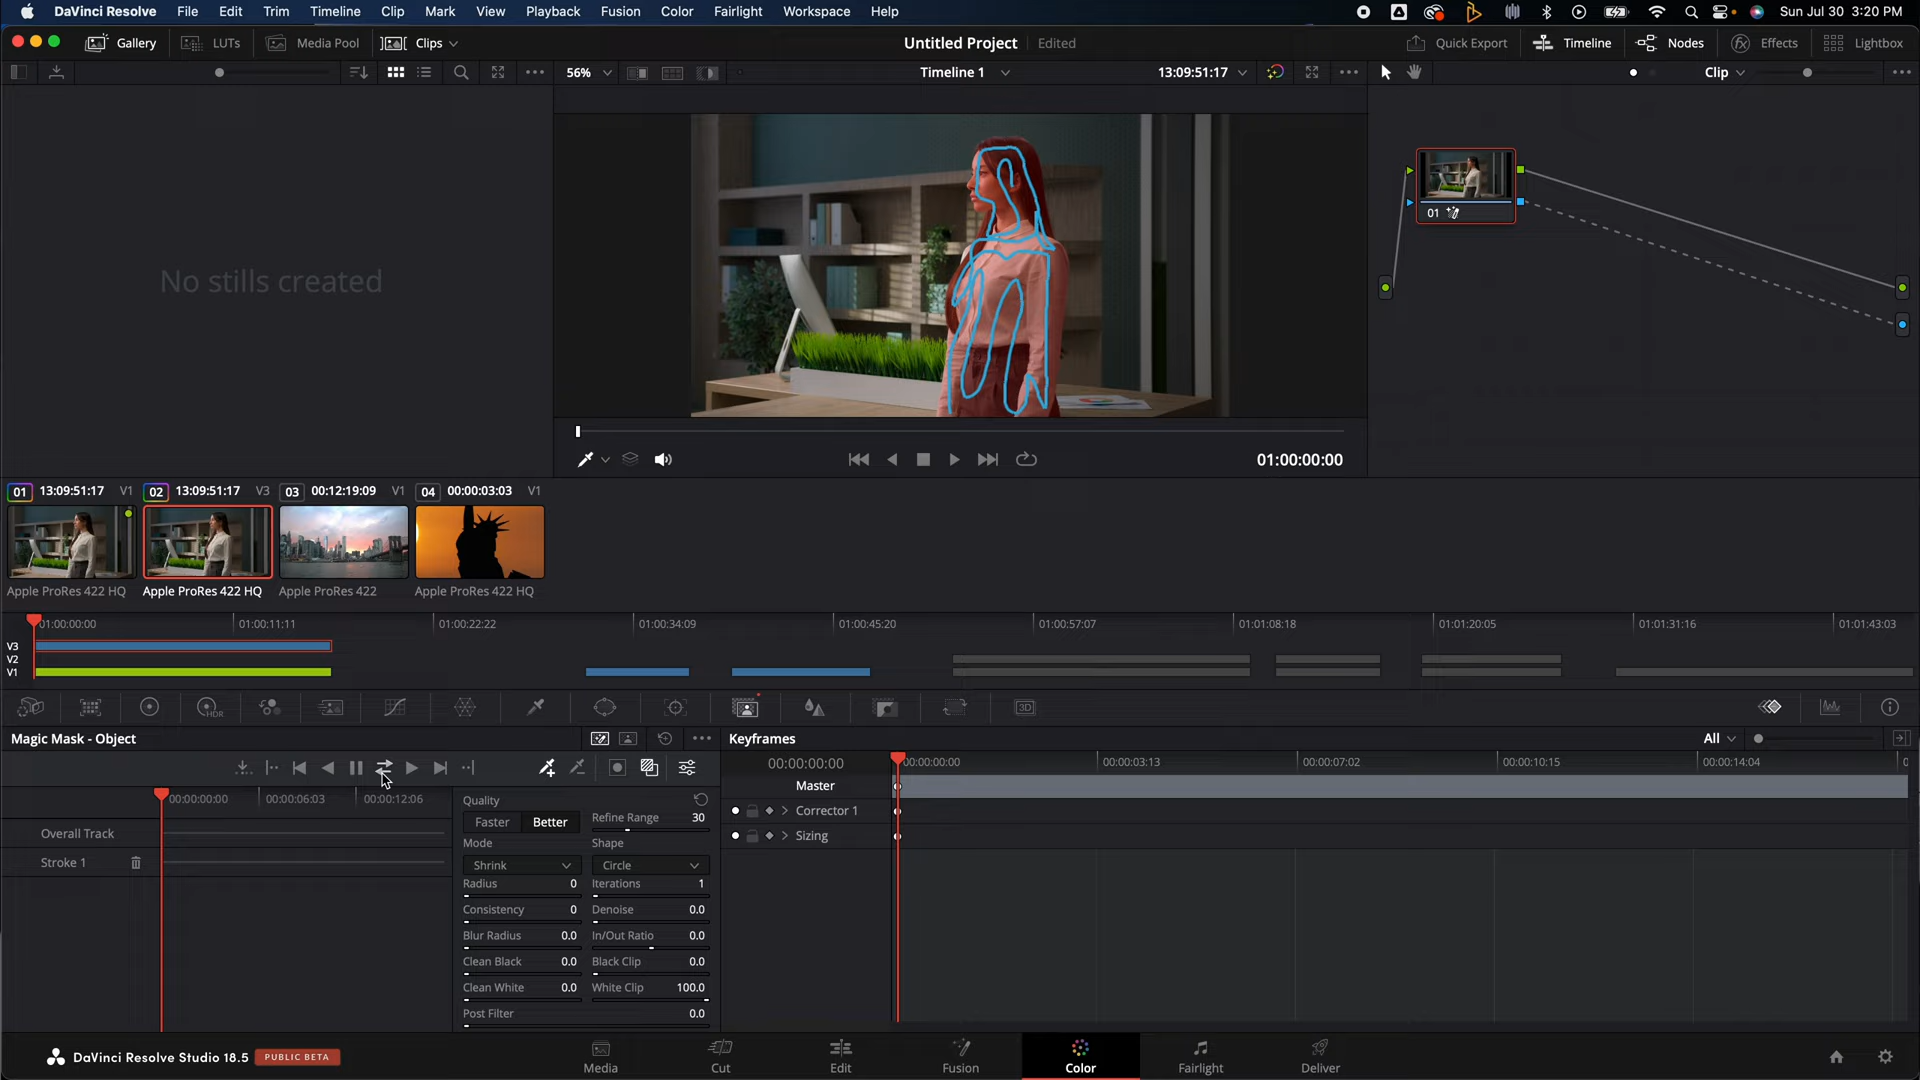 DaVinci Resolve File Edit Trim Timeline Clip Mark View Playback Fusion Color Fairlight Workspace Help Sun Jul 30 3:20 PM
Gallery LUTs Media Pool Clips Untitled Project Edited Quick Export Timeline Nodes Effects Lightbox
56% Timeline 1 13:09:51:17 Clip
No stills created
01
01:00:00:00
01 13:09:51:17 V1 02 13:09:51:17 V3 03 00:12:19:09 V1 04 00:00:03:03 V1
Apple ProRes 422 HQ Apple ProRes 422 HQ Apple ProRes 422 Apple ProRes 422 HQ
01:00:00:00 01:00:11:11 01:00:22:22 01:00:34:09 01:00:45:20 01:00:57:07 01:01:08:18 01:01:20:05 01:01:31:16 01:01:43:03
V3
V2
V1
HDR 3D
Magic Mask - Object Keyframes All
00:00:00:00 00:00:00:00 00:00:03:13 00:00:07:02 00:00:10:15 00:00:14:04
00:00:00:00 00:00:06:03 00:00:12:06
Overall Track
Stroke 1
Quality
Faster Better Refine Range 30
Mode Shape
Shrink Circle
Radius 0 Iterations 1
Consistency 0 Denoise 0.0
Blur Radius 0.0 In/Out Ratio 0.0
Clean Black 0.0 Black Clip 0.0
Clean White 0.0 White Clip 100.0
Post Filter 0.0
Master
Corrector 1
Sizing
DaVinci Resolve Studio 18.5 PUBLIC BETA
Media Cut Edit Fusion Color Fairlight Deliver